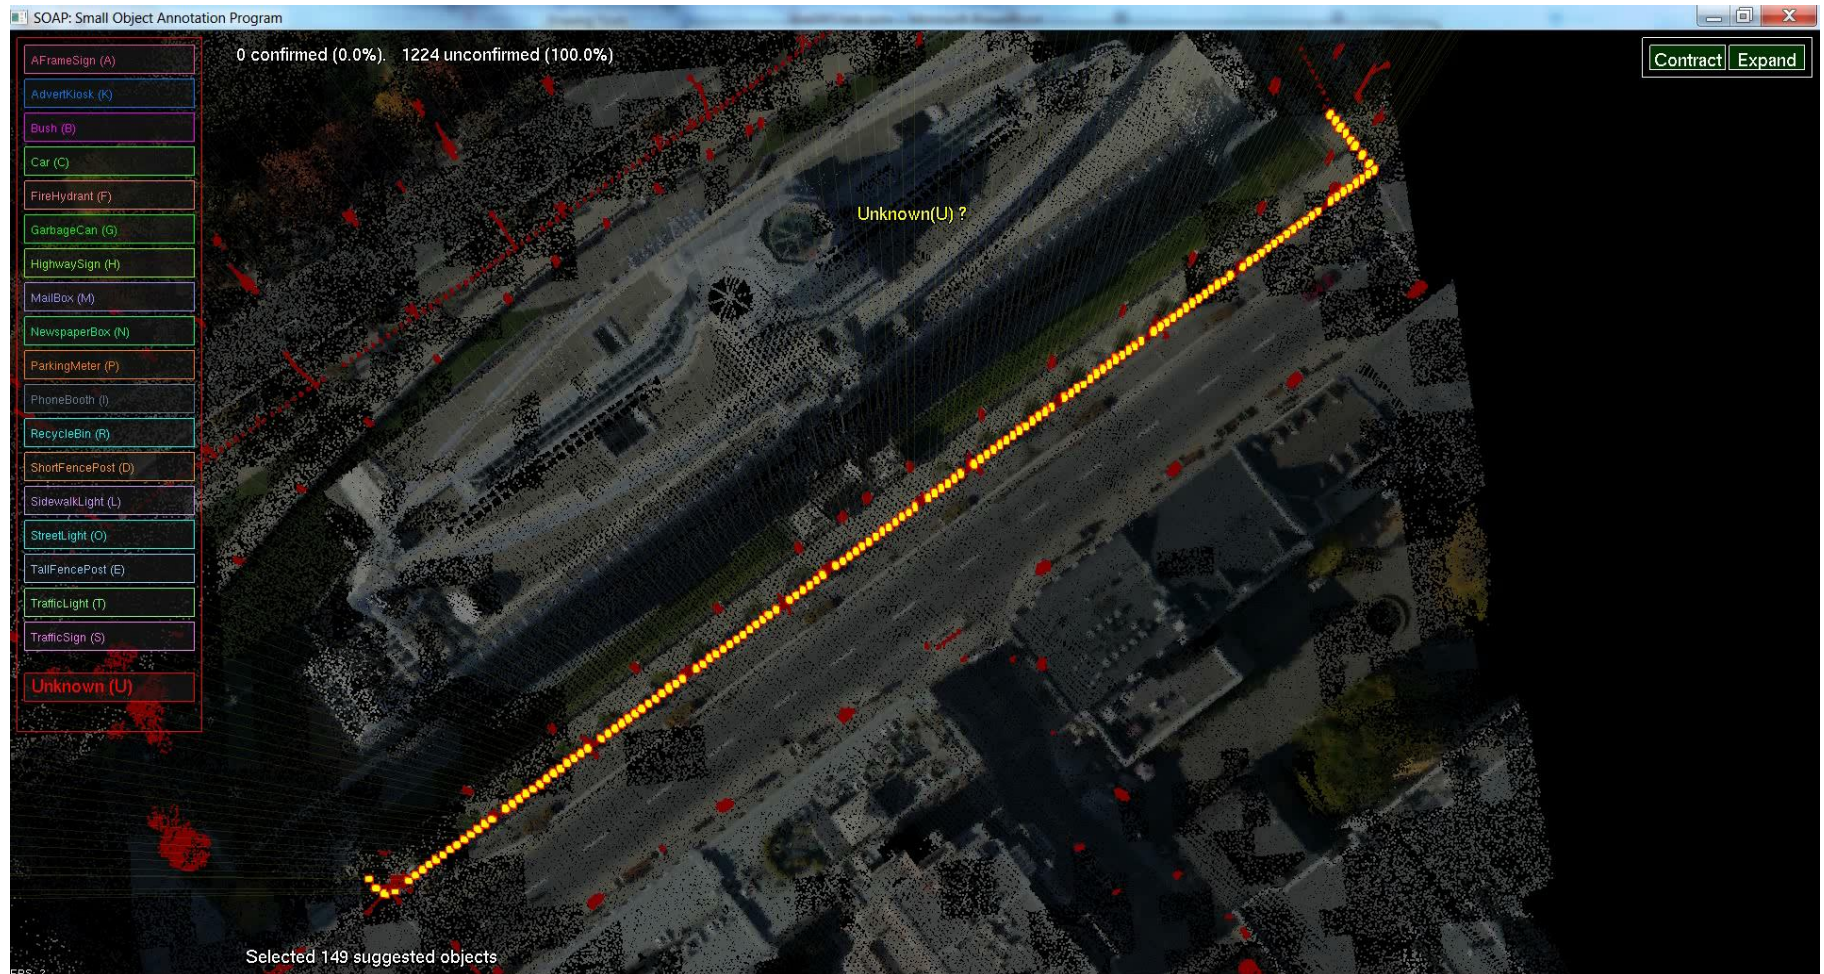 SOAP: Small Object Annotation Program
0 confirmed (0.0%).   1224 unconfirmed (100.0%)
Contract Expand
AFrameSign (A)
AdvertKiosk (K)
Bush (B)
Car (C)
FireHydrant (F)
GarbageCan (G)
HighwaySign (H)
MailBox (M)
NewspaperBox (N)
ParkingMeter (P)
PhoneBooth (I)
RecycleBin (R)
ShortFencePost (D)
SidewalkLight (L)
StreetLight (O)
TallFencePost (E)
TrafficLight (T)
TrafficSign (S)
Unknown (U)
Unknown(U) ?
Selected 149 suggested objects